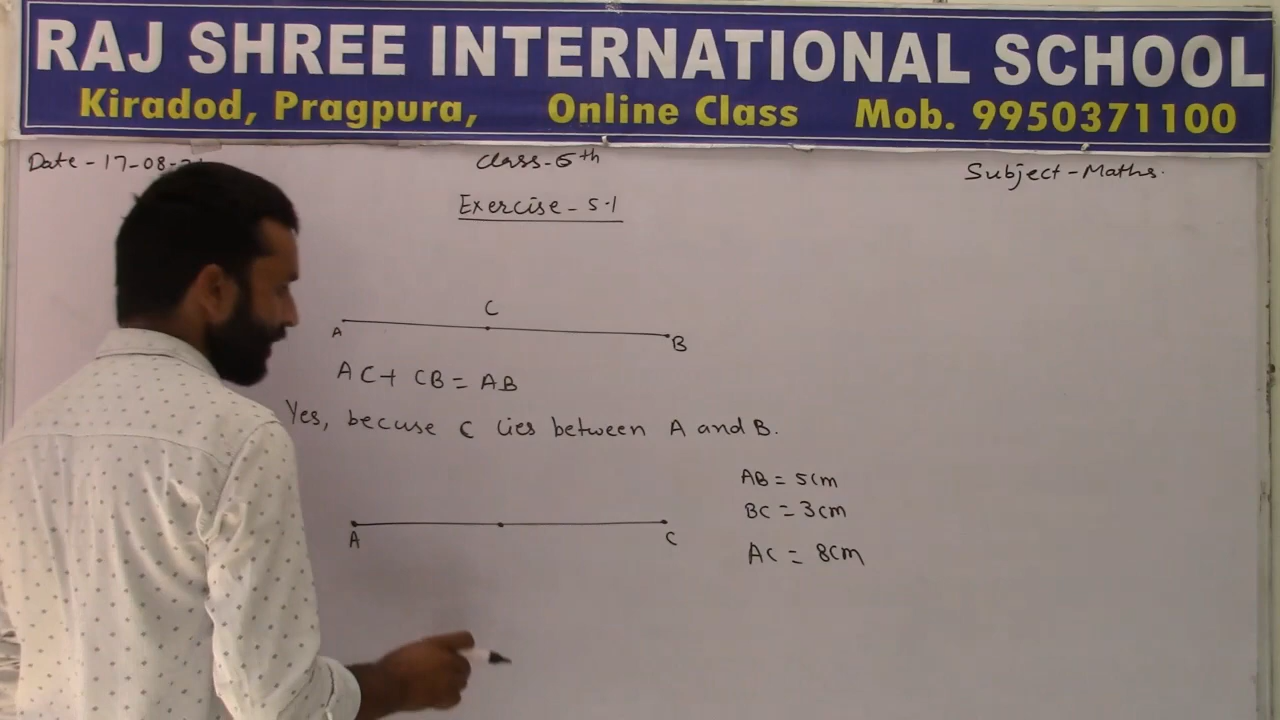 RAJ SHREE INTERNATIONAL SCHOOL
Kiradod, Pragpura, Online Class Mob. 9950371100
Date - 17-08- Class - 6th Subject - Maths.
Exercise - 5.1
C
A B
AC + CB = AB
Yes, becuse C lies between A and B.
AB = 5cm
BC = 3cm
A C
AC = 8cm